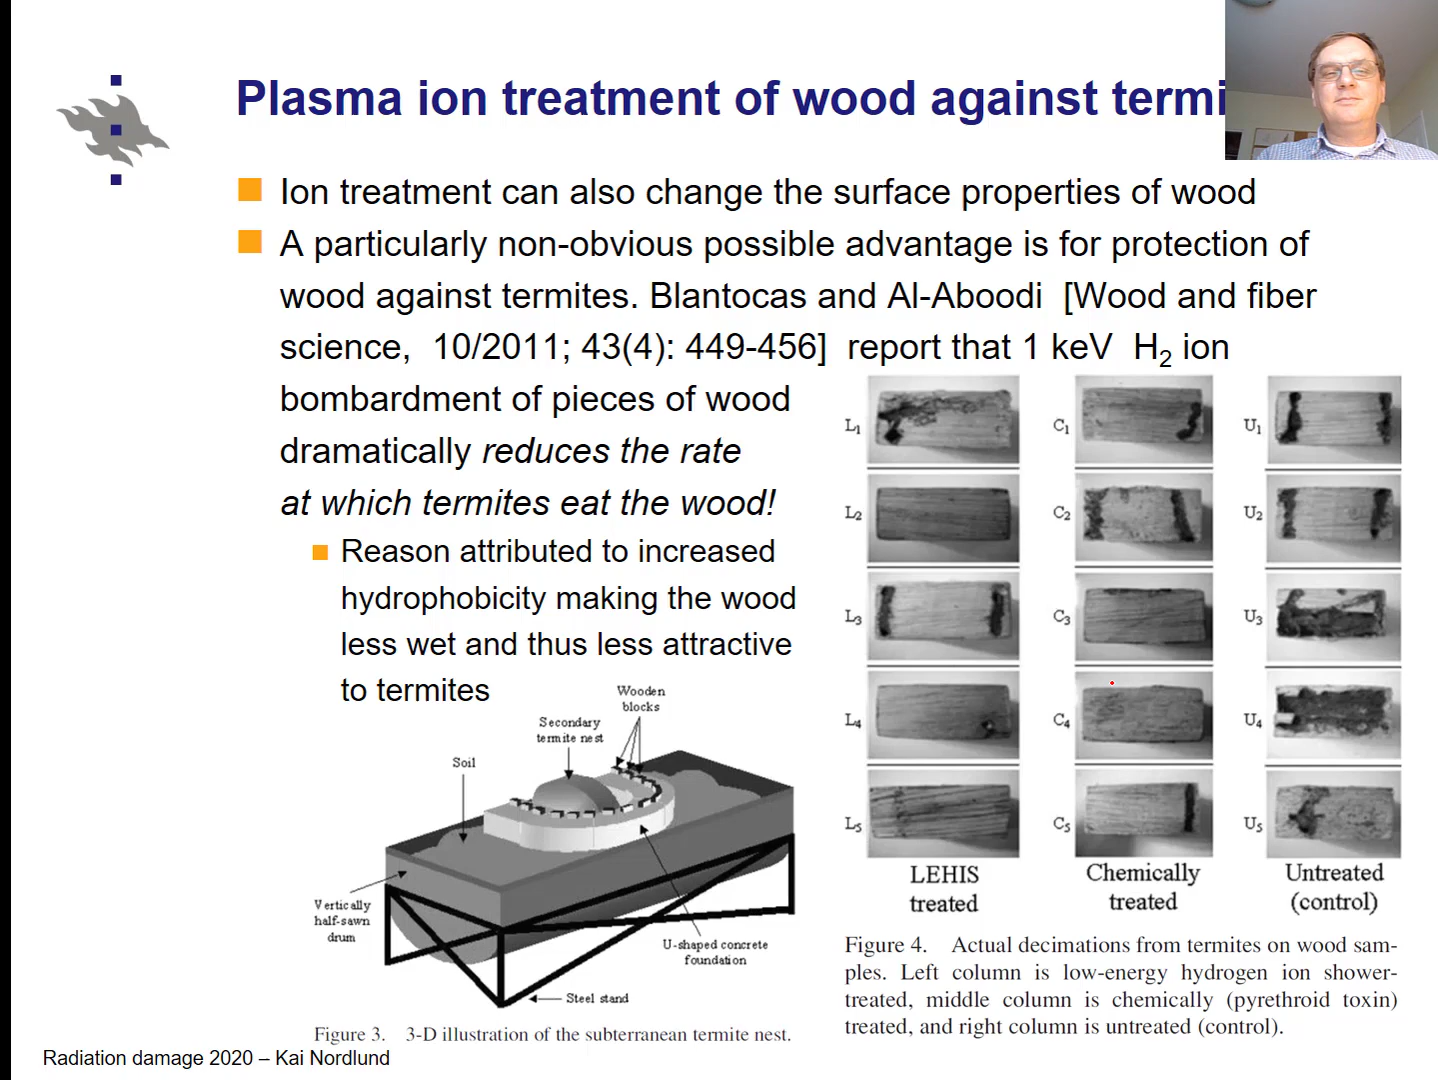 Plasma ion treatment of wood against termi
Ion treatment can also change the surface properties of wood
A particularly non-obvious possible advantage is for protection of
wood against termites. Blantocas and Al-Aboodi [Wood and fiber
science, 10/2011; 43(4): 449-456] report that 1 keV H2 ion
bombardment of pieces of wood
dramatically reduces the rate
at which termites eat the wood!
Reason attributed to increased
hydrophobicity making the wood
less wet and thus less attractive
to termites
Wooden
blocks
Secondary
termite nest
Soil
Vertically
half-sawn
drum
U-shaped concrete
foundation
Steel stand
Figure 3. 3-D illustration of the subterranean termite nest.
L1 C1 U1
L2 C2 U2
L3 C3 U3
L4 C4 U4
L5 C5 U5
LEHIS
treated
Chemically
treated
Untreated
(control)
Figure 4. Actual decimations from termites on wood sam-
ples. Left column is low-energy hydrogen ion shower-
treated, middle column is chemically (pyrethroid toxin)
treated, and right column is untreated (control).
Radiation damage 2020 – Kai Nordlund